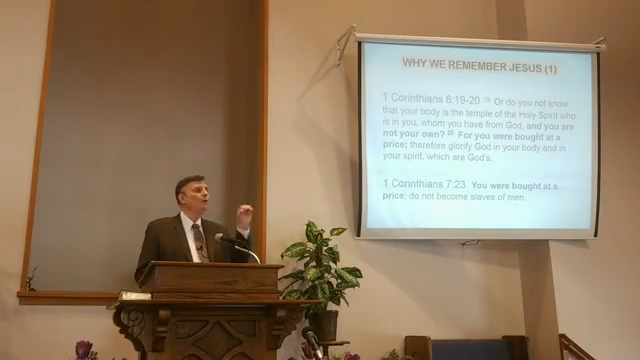 WHY WE REMEMBER JESUS (1)
1 Corinthians 6:19-20 ¹⁹ Or do you not know
that your body is the temple of the Holy Spirit who
is in you, whom you have from God, and you are
not your own? ²⁰ For you were bought at a
price; therefore glorify God in your body and in
your spirit, which are God's.
1 Corinthians 7:23 You were bought at a
price; do not become slaves of men.